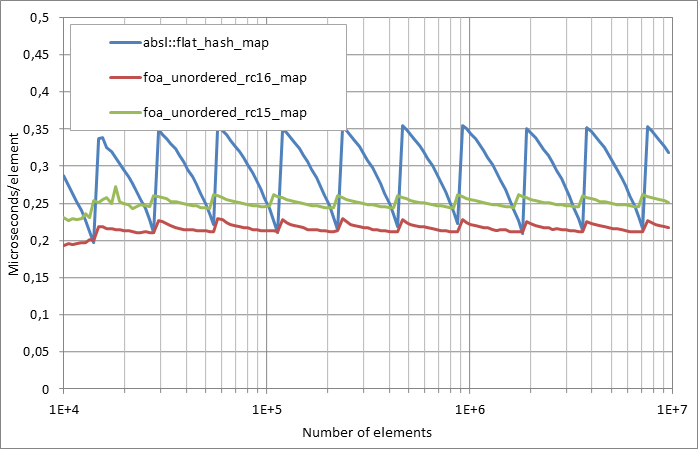 0,5
0,45
0,4
0,35
0,3
0,25
0,2
0,15
0,1
0,05
0
Microseconds/element
absl::flat_hash_map
foa_unordered_rc16_map
foa_unordered_rc15_map
1E+4 1E+5 1E+6 1E+7
Number of elements